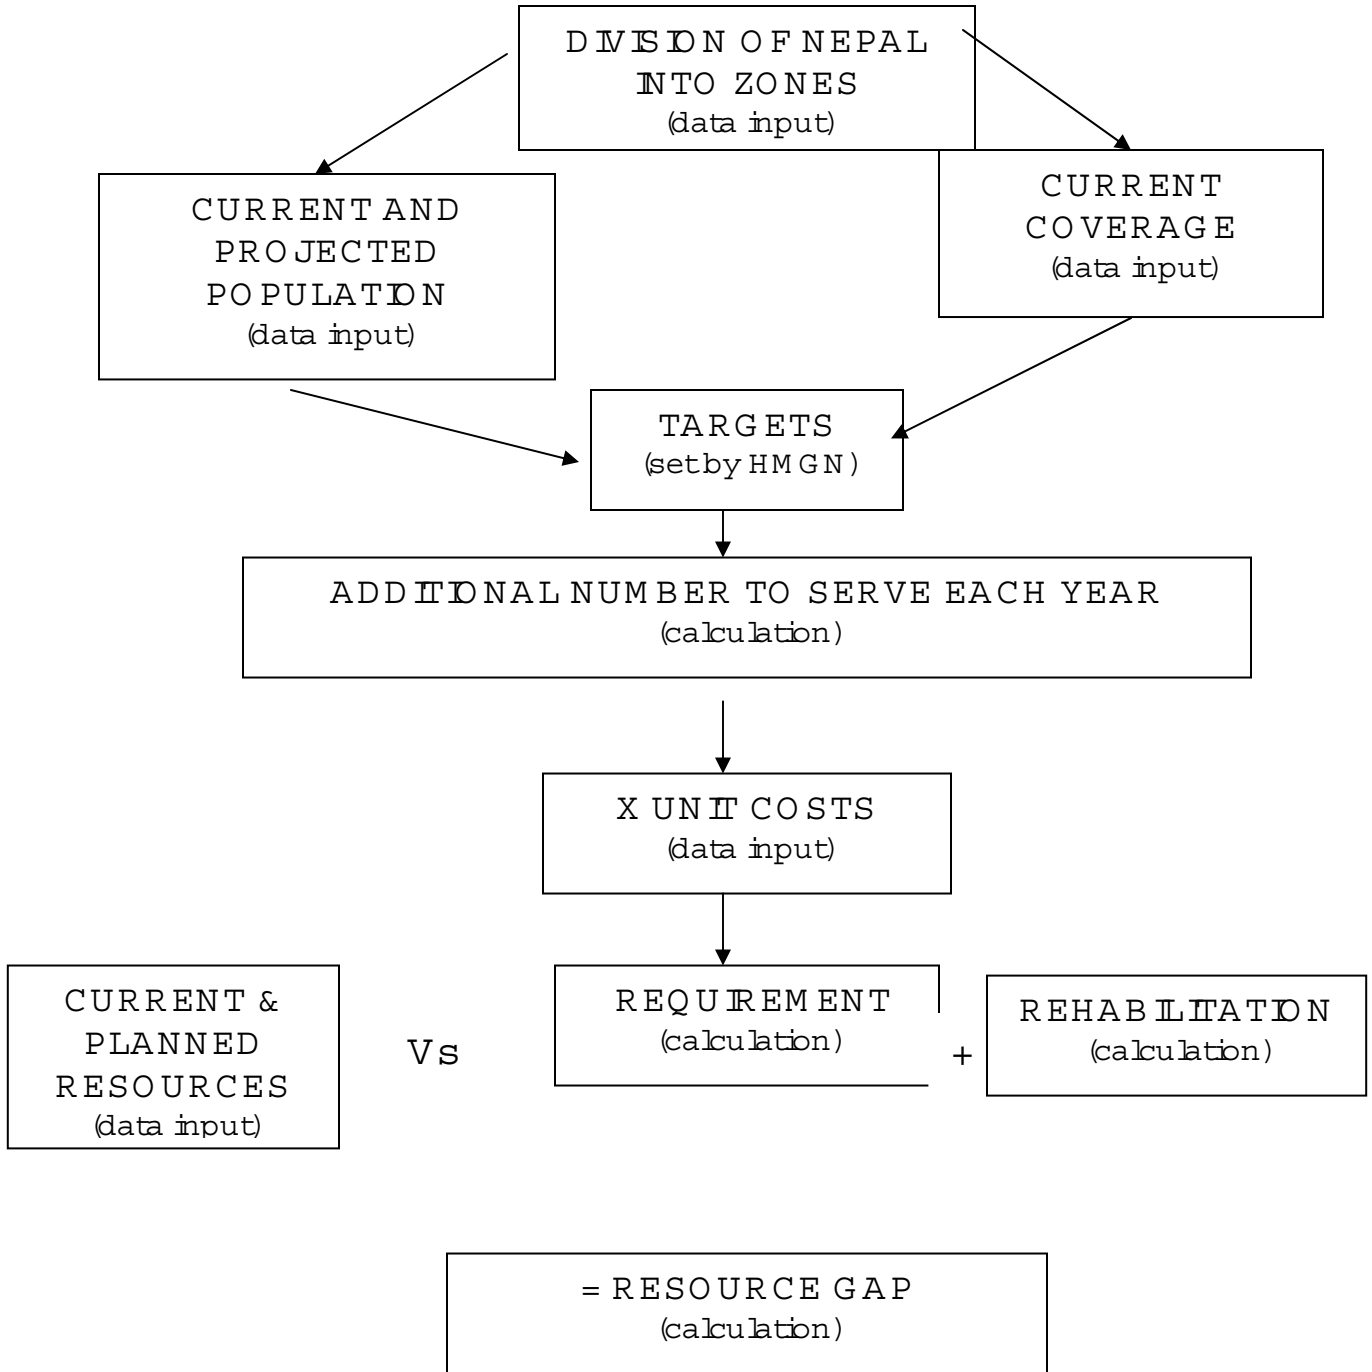 DIVISION OF NEPAL
INTO ZONES
(data input)
CURRENT AND
PROJECTED
POPULATION
(data input)
CURRENT
COVERAGE
(data input)
TARGETS
(set by HMGN)
ADDITIONAL NUMBER TO SERVE EACH YEAR
(calculation)
X UNIT COSTS
(data input)
CURRENT &
PLANNED
RESOURCES
(data input)
Vs
REQUIREMENT
(calculation)
+
REHABILITATION
(calculation)
= RESOURCE GAP
(calculation)